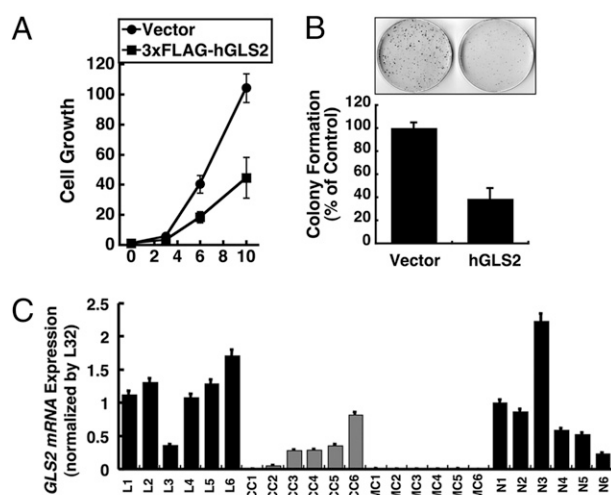 A
Vector
3xFLAG-hGLS2
Cell Growth
120
100
80
60
40
20
0
0 2 4 6 8 10
B
Colony Formation
(% of Control)
120
100
80
60
40
20
0
Vector hGLS2
C
GLS2 mRNA Expression
(normalized by L32)
2.5
2
1.5
1
0.5
0
L1 L2 L3 L4 L5 L6 CC1 CC2 CC3 CC4 CC5 CC6 MC1 MC2 MC3 MC4 MC5 MC6 N1 N2 N3 N4 N5 N6